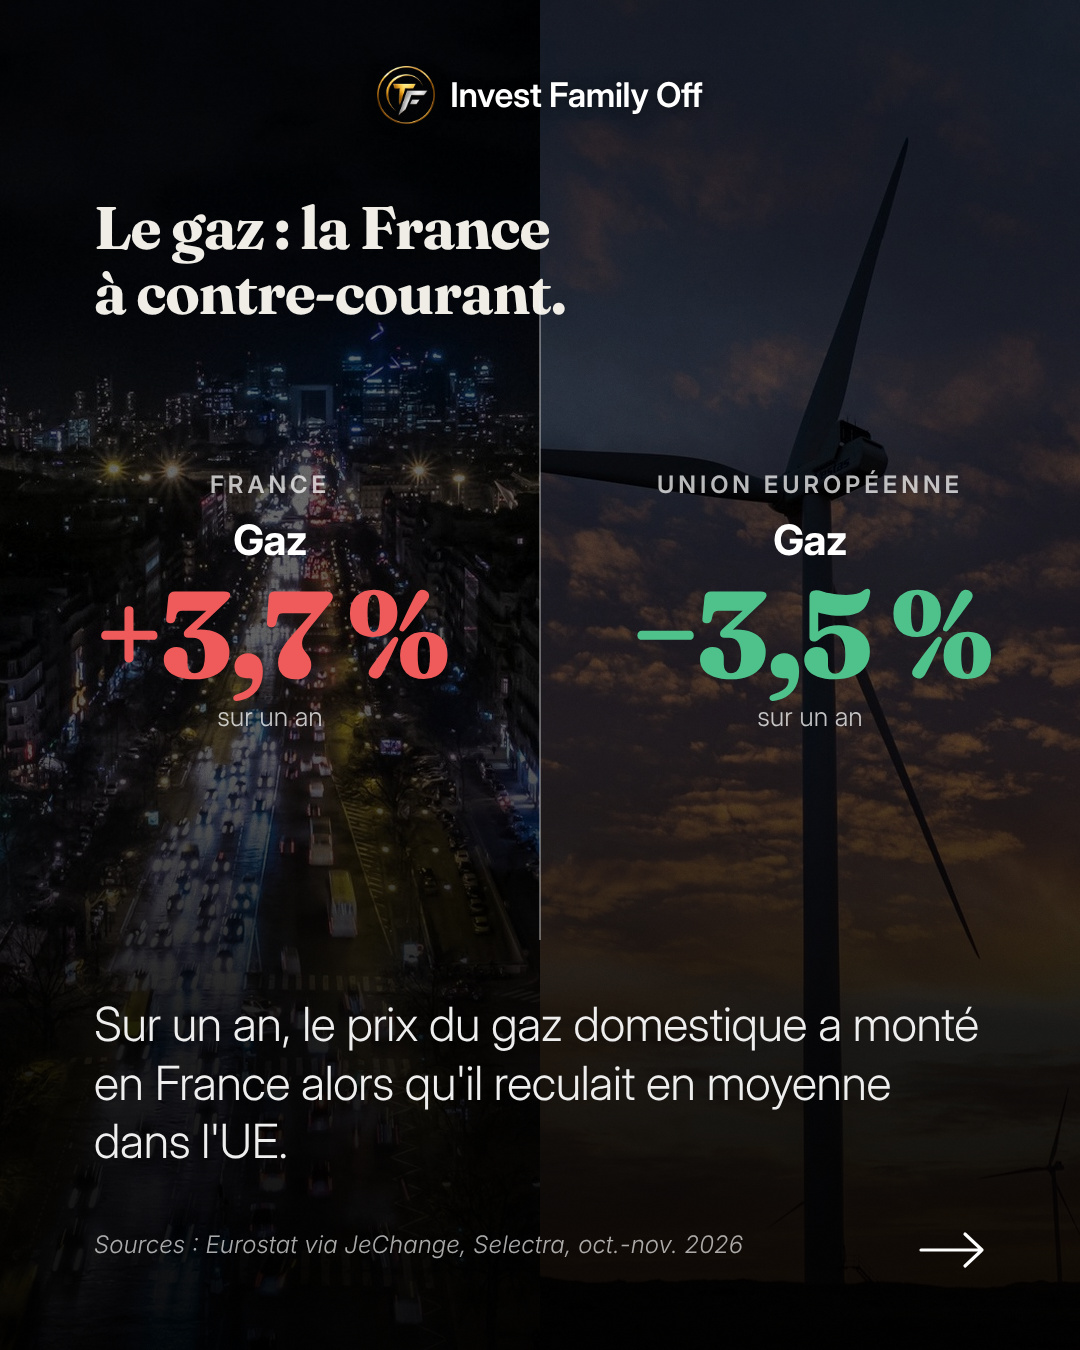 Invest Family Off
Le gaz : la France
à contre-courant.
FRANCE
Gaz
+3,7 %
sur un an
UNION EUROPÉENNE
Gaz
−3,5 %
sur un an
Sur un an, le prix du gaz domestique a monté
en France alors qu'il reculait en moyenne
dans l'UE.
Sources : Eurostat via JeChange, Selectra, oct.-nov. 2026